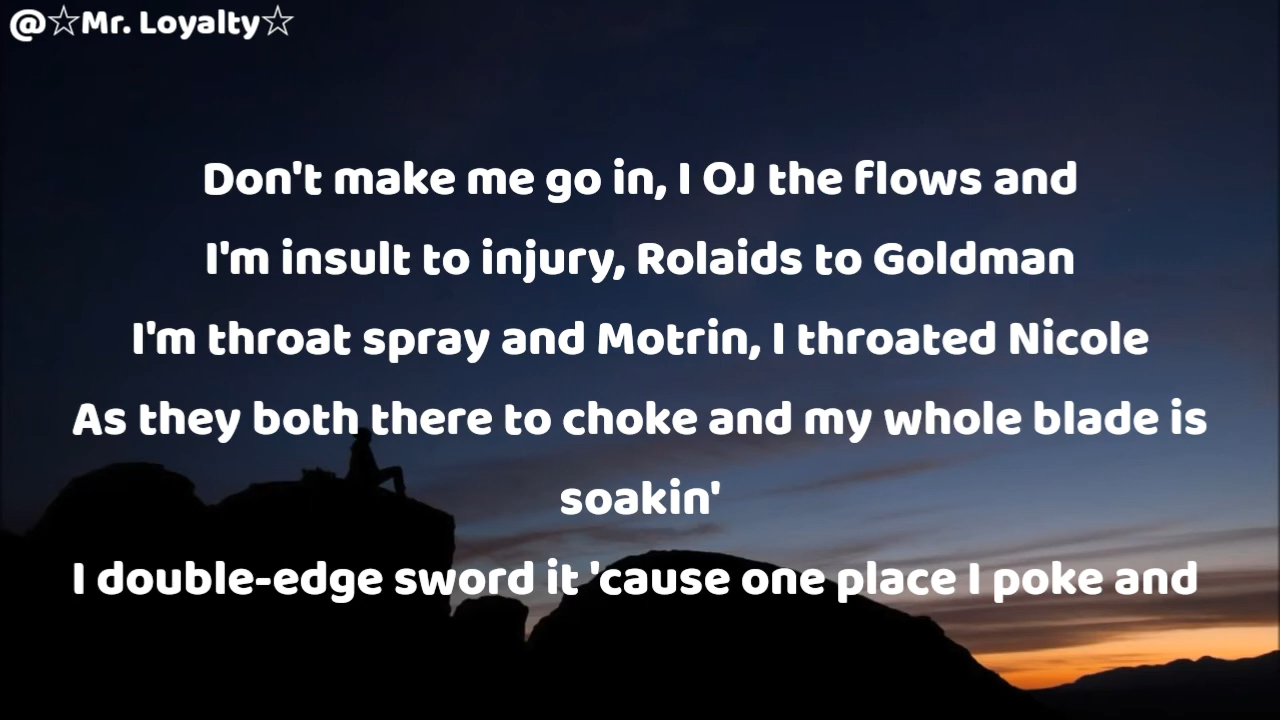 @☆Mr. Loyalty☆
Don't make me go in, I OJ the flows and
I'm insult to injury, Rolaids to Goldman
I'm throat spray and Motrin, I throated Nicole
As they both there to choke and my whole blade is
soakin'
I double-edge sword it 'cause one place I poke and